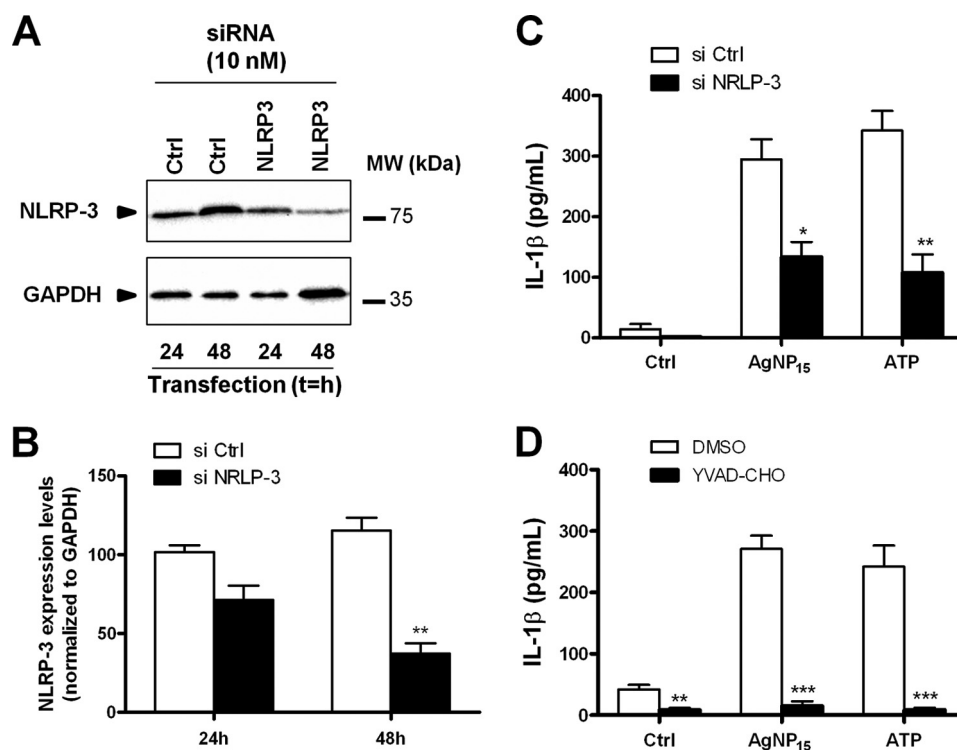 A
siRNA
(10 nM)
Ctrl
Ctrl
NLRP3
NLRP3
MW (kDa)
NLRP-3
75
GAPDH
35
24 48 24 48
Transfection (t=h)
B
si Ctrl
si NRLP-3
NLRP-3 expression levels
(normalized to GAPDH)
150
100
50
0
**
24h 48h
C
si Ctrl
si NRLP-3
IL-1β (pg/mL)
400
300
200
100
0
*
**
Ctrl AgNP15 ATP
D
DMSO
YVAD-CHO
IL-1β (pg/mL)
400
300
200
100
0
**
***
***
Ctrl AgNP15 ATP